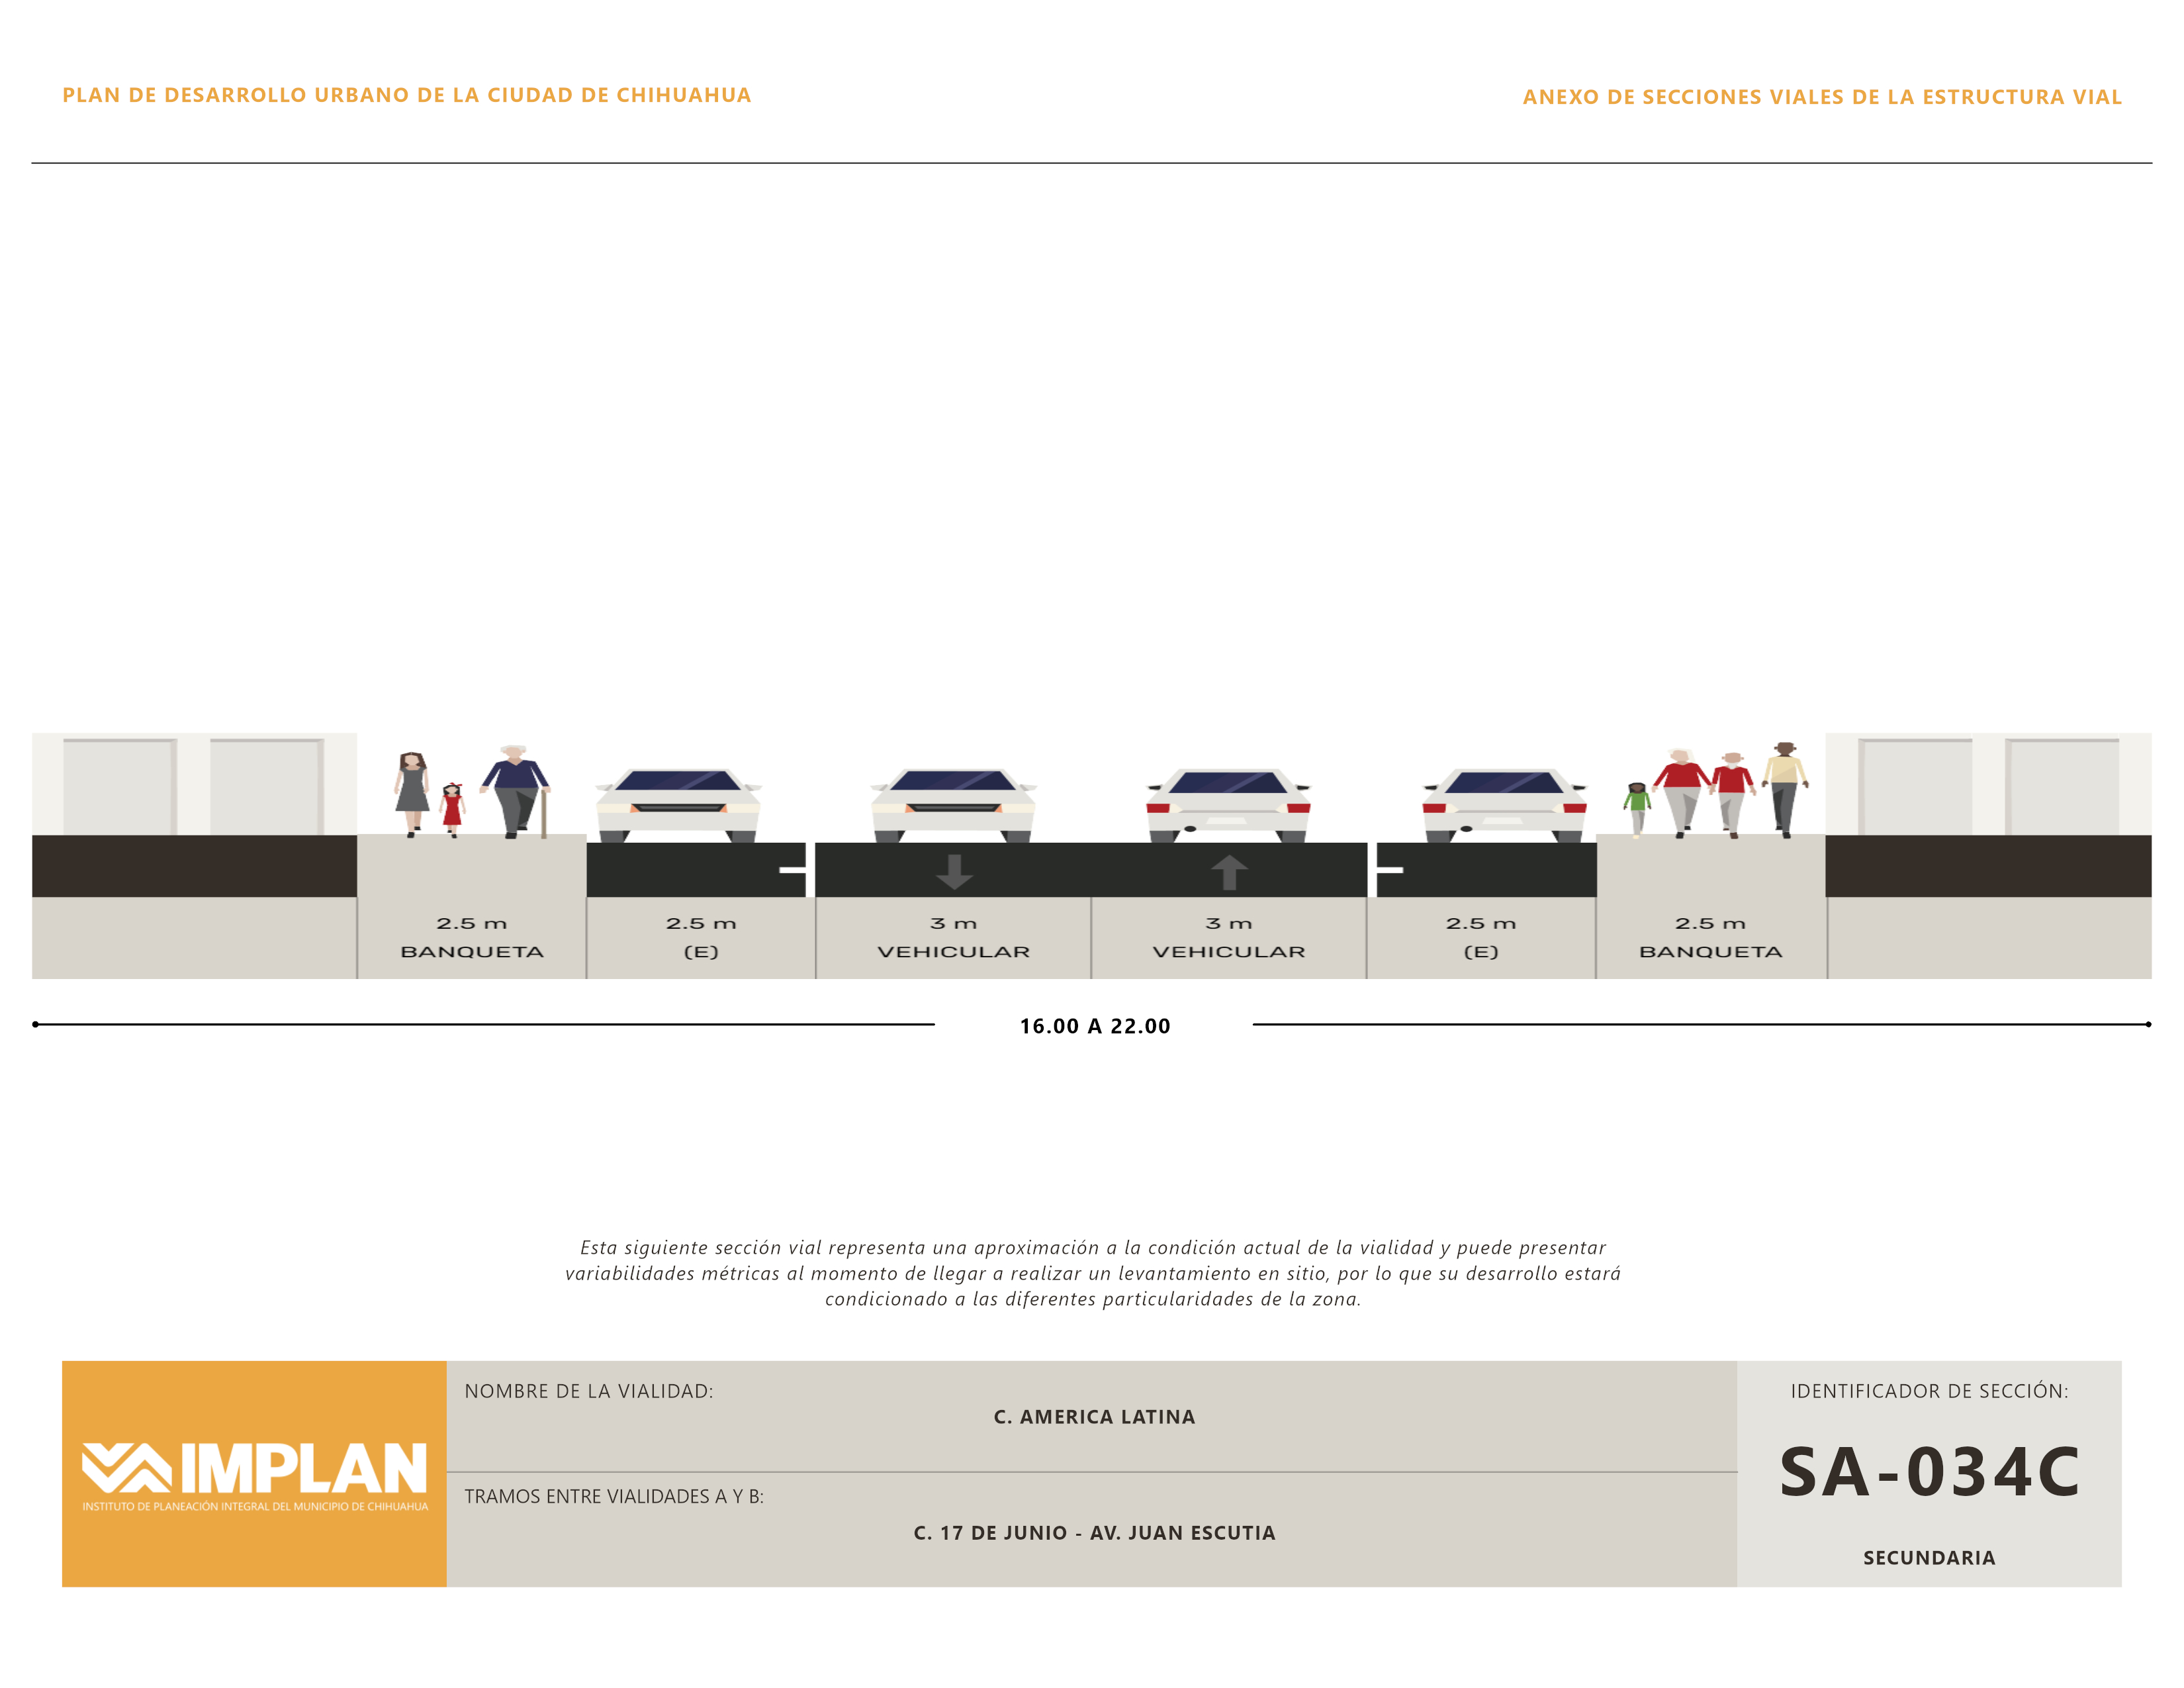 PLAN DE DESARROLLO URBANO DE LA CIUDAD DE CHIHUAHUA
ANEXO DE SECCIONES VIALES DE LA ESTRUCTURA VIAL
2.5 m
BANQUETA
2.5 m
(E)
3 m
VEHICULAR
3 m
VEHICULAR
2.5 m
(E)
2.5 m
BANQUETA
16.00 A 22.00
Esta siguiente sección vial representa una aproximación a la condición actual de la vialidad y puede presentar
variabilidades métricas al momento de llegar a realizar un levantamiento en sitio, por lo que su desarrollo estará
condicionado a las diferentes particularidades de la zona.
IMPLAN
INSTITUTO DE PLANEACIÓN INTEGRAL DEL MUNICIPIO DE CHIHUAHUA
NOMBRE DE LA VIALIDAD:
C. AMERICA LATINA
TRAMOS ENTRE VIALIDADES A Y B:
C. 17 DE JUNIO - AV. JUAN ESCUTIA
IDENTIFICADOR DE SECCIÓN:
SA-034C
SECUNDARIA